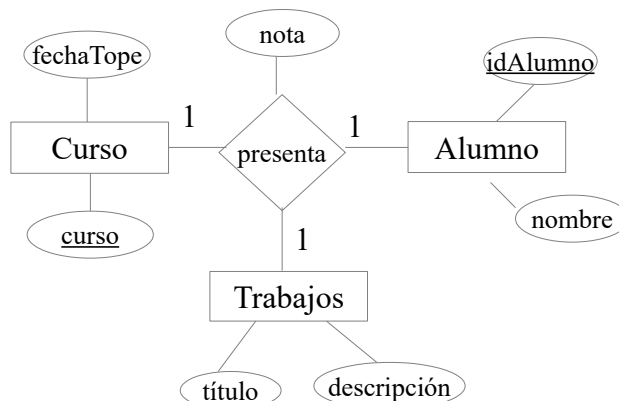 nota
fechaTope
idAlumno
1
1
Curso
presenta
Alumno
curso
nombre
1
Trabajos
título
descripción